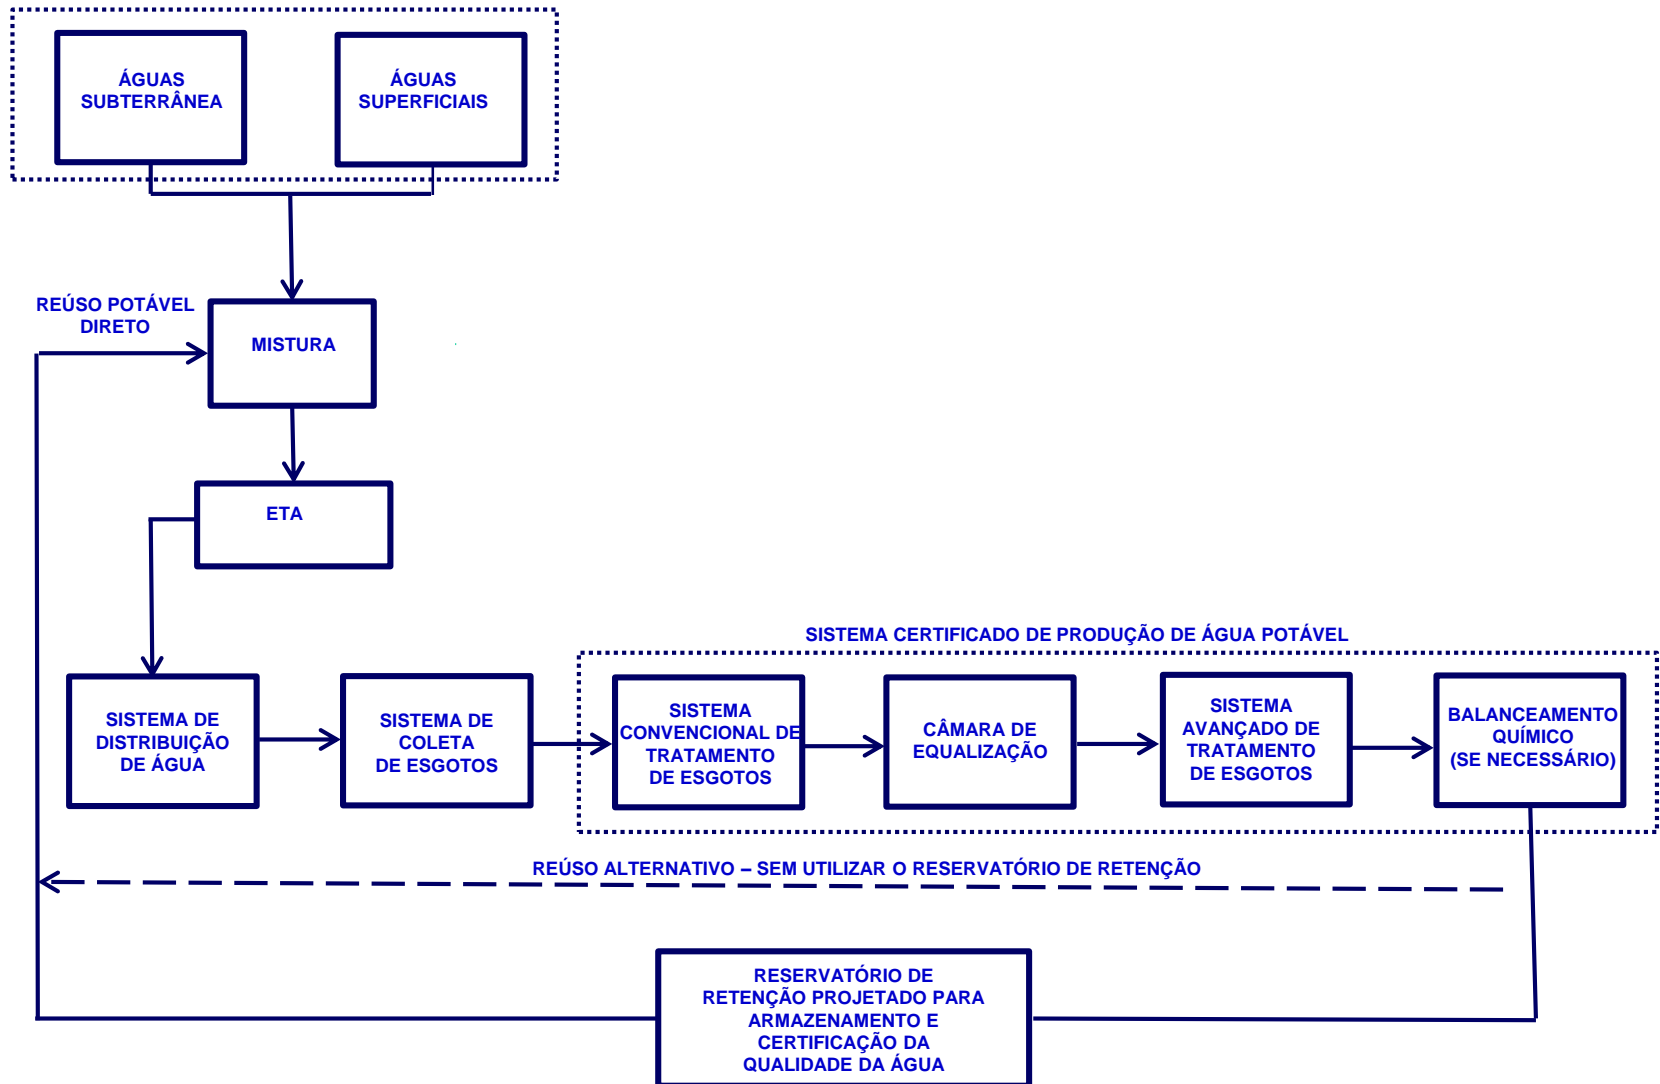 ÁGUAS
SUBTERRÂNEA
ÁGUAS
SUPERFICIAIS
REÚSO POTÁVEL
DIRETO
MISTURA
ETA
SISTEMA CERTIFICADO DE PRODUÇÃO DE ÁGUA POTÁVEL
SISTEMA DE
DISTRIBUIÇÃO
DE ÁGUA
SISTEMA DE
COLETA
DE ESGOTOS
SISTEMA
CONVENCIONAL DE
TRATAMENTO
DE ESGOTOS
CÂMARA DE
EQUALIZAÇÃO
SISTEMA
AVANÇADO DE
TRATAMENTO
DE ESGOTOS
BALANCEAMENTO
QUÍMICO
(SE NECESSÁRIO)
REÚSO ALTERNATIVO – SEM UTILIZAR O RESERVATÓRIO DE RETENÇÃO
RESERVATÓRIO DE
RETENÇÃO PROJETADO PARA
ARMAZENAMENTO E
CERTIFICAÇÃO DA
QUALIDADE DA ÁGUA